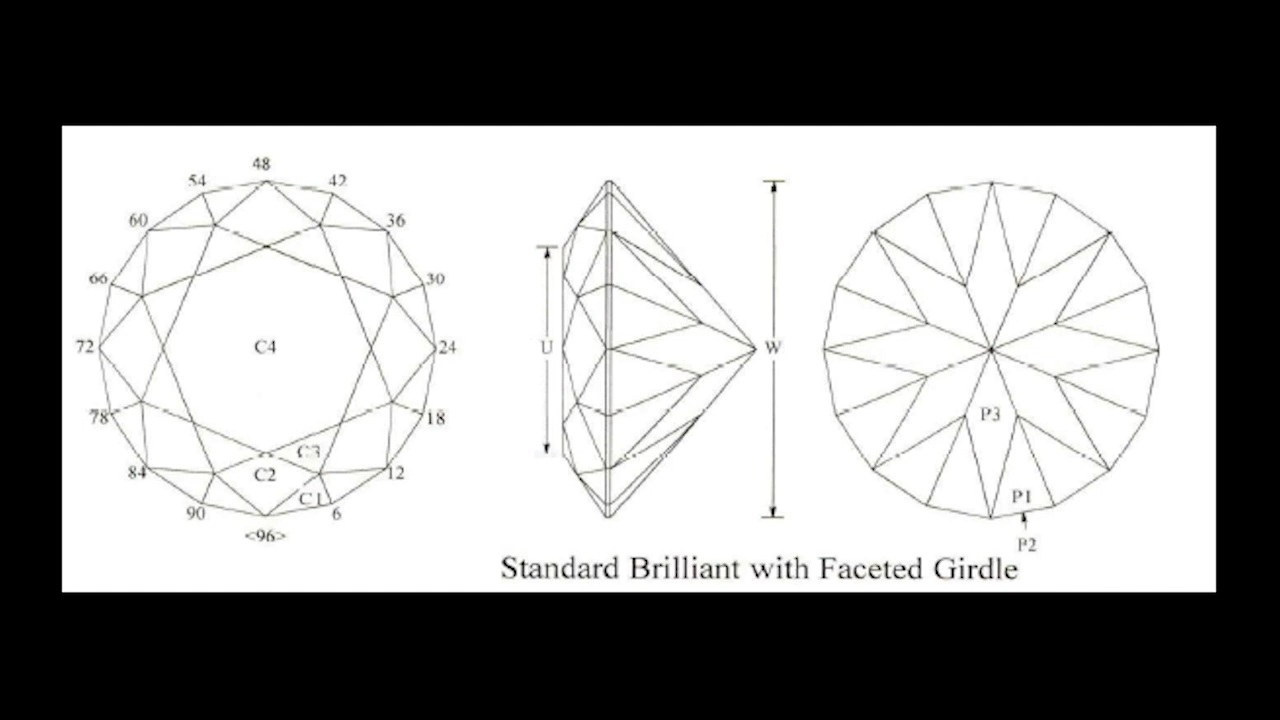 48
54
42
60
36
66
30
72
C4
24
78
18
C3
84
C2
12
C1
90
6
<96>
U
W
P3
P1
P2
Standard Brilliant with Faceted Girdle